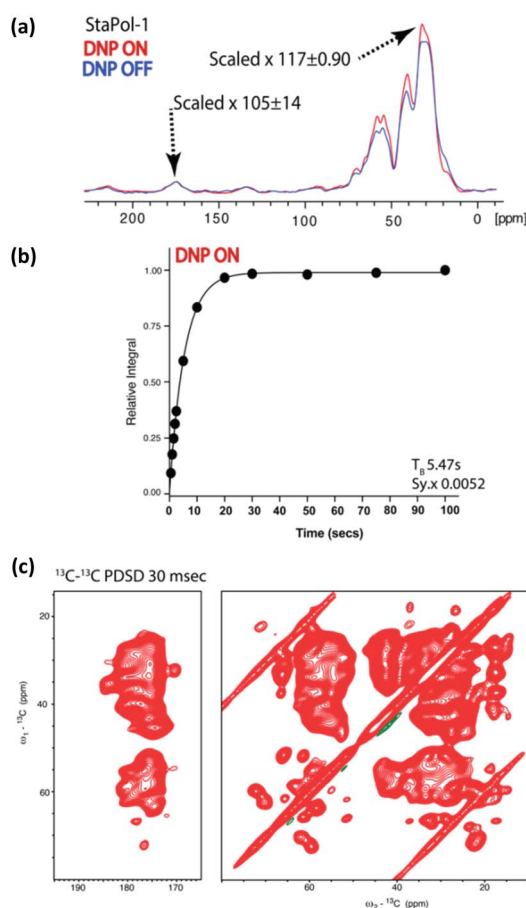 (a)
StaPol-1
DNP ON
DNP OFF
Scaled x 117±0.90
Scaled x 105±14
200 150 100 50 0 [ppm]
(b)
DNP ON
1.00
0.75
0.50
0.25
0.00
Relative Integral
0 10 20 30 40 50 60 70 80 90 100
Time (secs)
T_B 5.47s
Sy.x 0.0052
(c)
¹³C-¹³C PDSD 30 msec
ω₁ - ¹³C (ppm)
20
40
60
190 180 170
60 40 20
ω₂ - ¹³C (ppm)